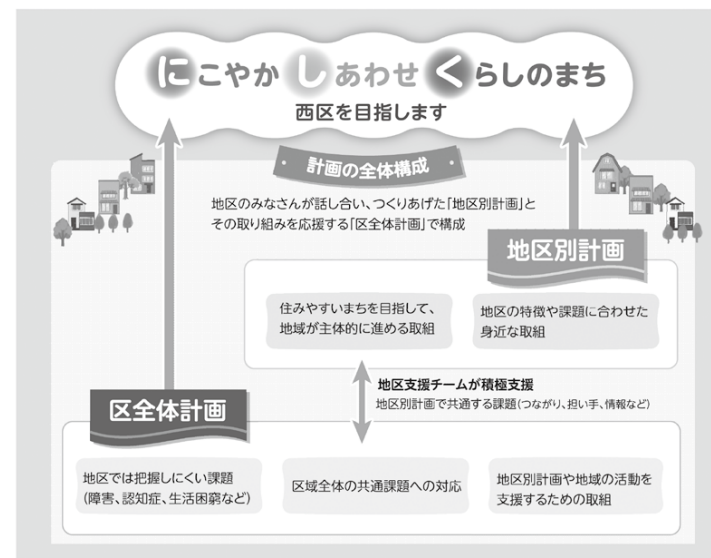 にこやか しあわせ くらしのまち
西区を目指します
計画の全体構成
地区のみなさんが話し合い、つくりあげた「地区別計画」と
その取り組みを応援する「区全体計画」で構成
地区別計画
住みやすいまちを目指して、
地域が主体的に進める取組
地区の特徴や課題に合わせた
身近な取組
地区支援チームが積極支援
地区別計画で共通する課題(つながり、担い手、情報など)
区全体計画
地区では把握しにくい課題
(障害、認知症、生活困窮など)
区域全体の共通課題への対応
地区別計画や地域の活動を
支援するための取組